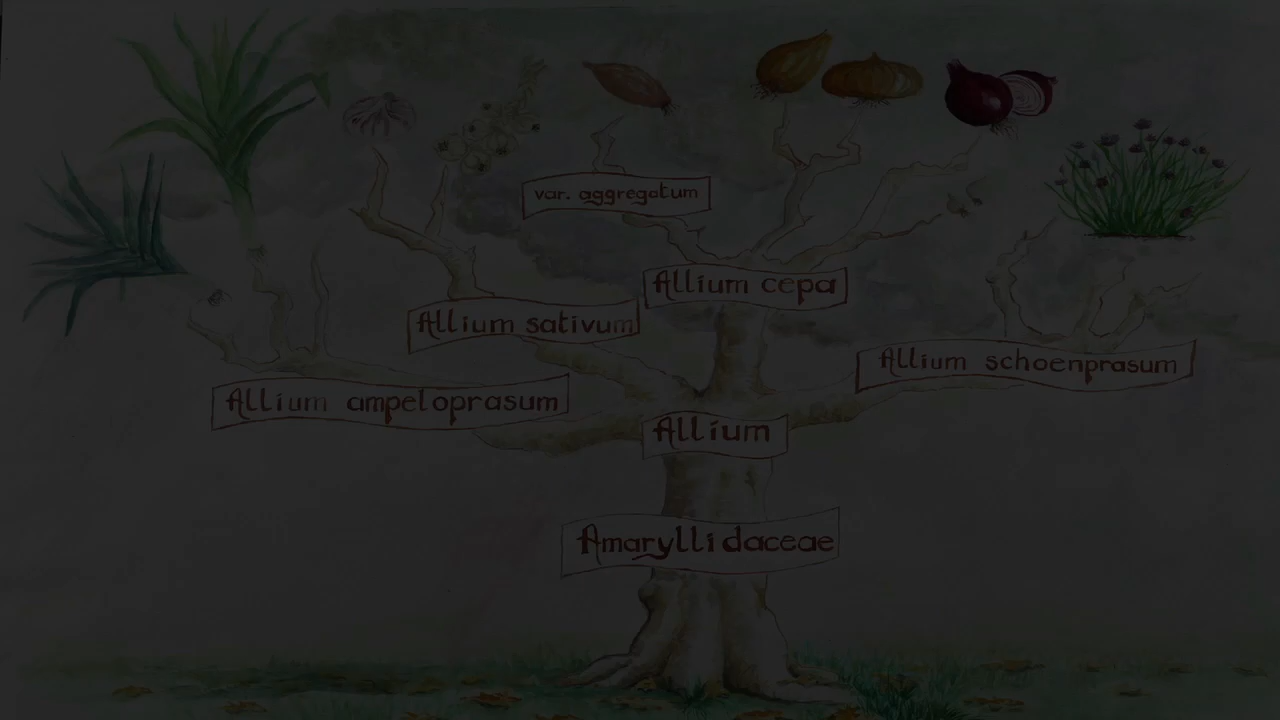 var. aggregatum
Allium cepa
Allium sativum
Allium schoenprasum
Allium ampeloprasum
Allium
Amaryllidaceae